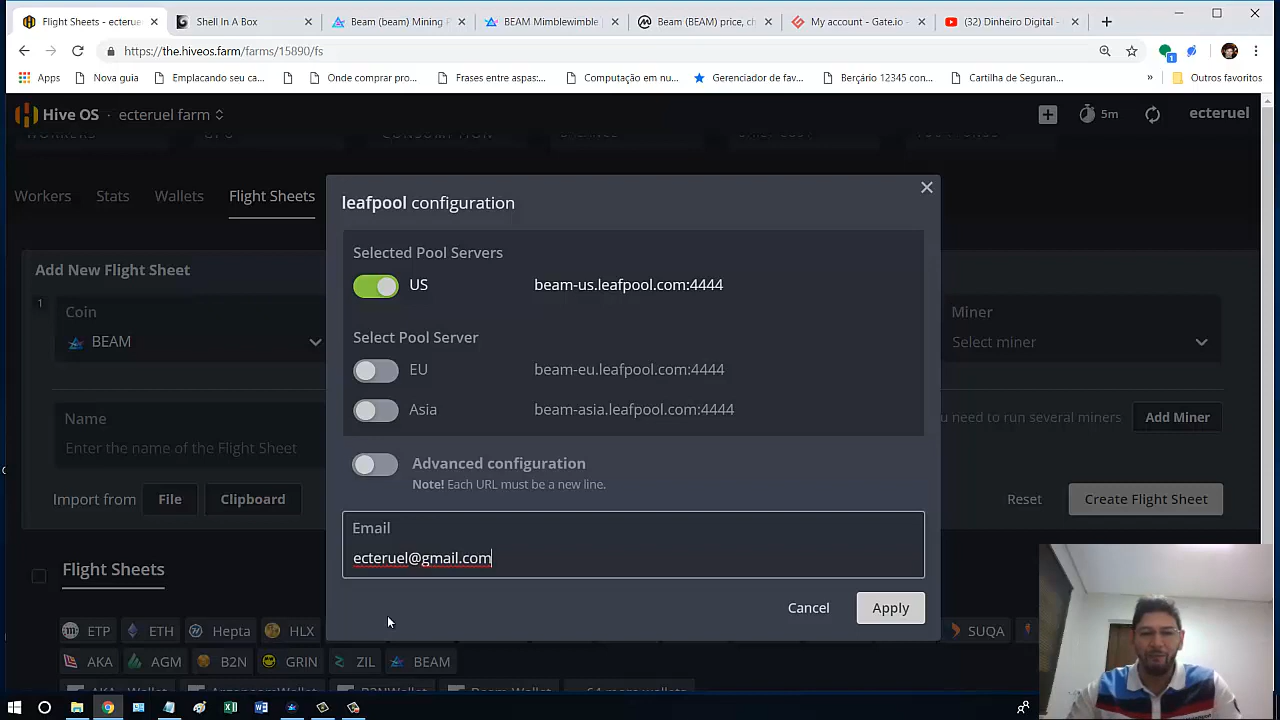 Hive OS - ecteruel farm - ecteruel
Shell In A Box
Beam (beam) Mining P
BEAM Mimblewimble
Beam (BEAM) price, ch
My account - Gate.io
(32) Dinheiro Digital -
https://the.hiveos.farm/farms/15890/fs
Apps
Nova guia
Emplacando seu ca...
Onde comprar pro...
Frases entre aspas:...
Computação em nu...
Gerenciador de fav...
Berçário 12345 con...
Cartilha de Seguran...
»
Outros favoritos
Hive OS · ecteruel farm
5m
ecteruel
Workers
Stats
Wallets
Flight Sheets
leafpool configuration
Selected Pool Servers
US beam-us.leafpool.com:4444
Select Pool Server
EU beam-eu.leafpool.com:4444
Asia beam-asia.leafpool.com:4444
Advanced configuration
Note! Each URL must be a new line.
Email
ecteruel@gmail.com
Cancel
Apply
Add New Flight Sheet
1
Coin
BEAM
Miner
Select miner
Name
Enter the name of the Flight Sheet
need to run several miners
Add Miner
Import from File Clipboard
Reset
Create Flight Sheet
Flight Sheets
ETP ETH Hepta HLX SUQA
AKA AGM B2N GRIN ZIL BEAM